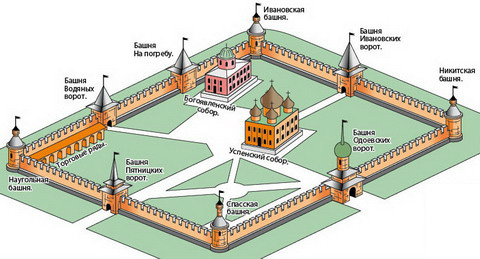 Ивановская
башня.
Башня
На погребу.
Башня
Ивановских
ворот.
Башня
Водяных
ворот.
Никитская
башня.
Богоявленский
собор.
Башня
Одоевских
ворот.
Торговые ряды.
Успенский собор.
Наугольная
башня.
Башня
Пятницких
ворот.
Спасская
башня.